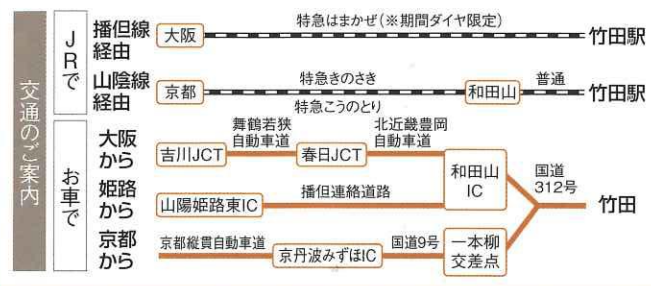 交通のご案内
JRで
播但線
経由
大阪
特急はまかぜ(※期間ダイヤ限定)
竹田駅
山陰線
経由
京都
特急きのさき
特急こうのとり
和田山
普通
竹田駅
お車で
大阪
から
吉川JCT
舞鶴若狭
自動車道
春日JCT
北近畿豊岡
自動車道
和田山
IC
国道
312号
竹田
姫路
から
山陽姫路東IC
播但連絡道路
京都
から
京都縦貫自動車道
京丹波みずほIC
国道9号
一本柳
交差点